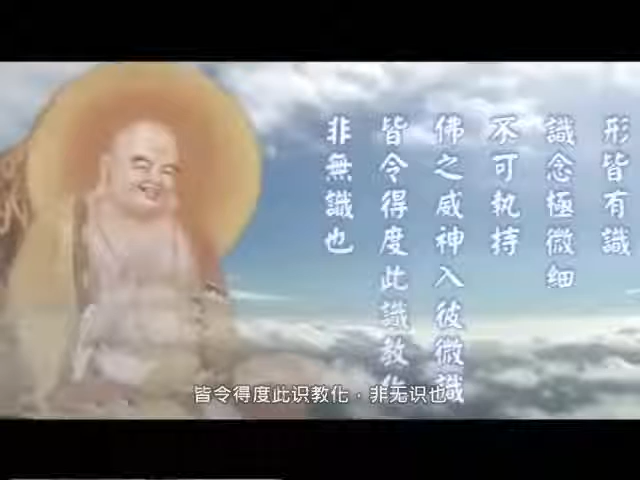 形皆有識
識念極微細
不可執持
佛之威神入彼微識
皆令得度此識教化
非無識也
皆令得度此识教化，非无识也